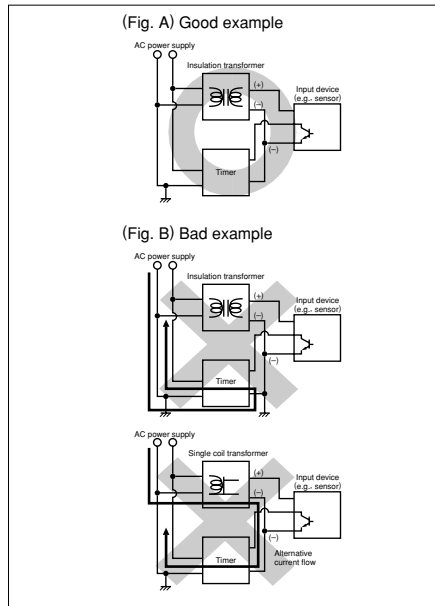 (Fig. A) Good example
AC power supply
Insulation transformer
(+)
Input device
(e.g., sensor)
(–)
(–)
Timer
(Fig. B) Bad example
AC power supply
Insulation transformer
(+)
Input device
(e.g., sensor)
(–)
(–)
Timer
AC power supply
Single coil transformer
(+)
Input device
(e.g., sensor)
(–)
(–)
Alternative
current flow
Timer